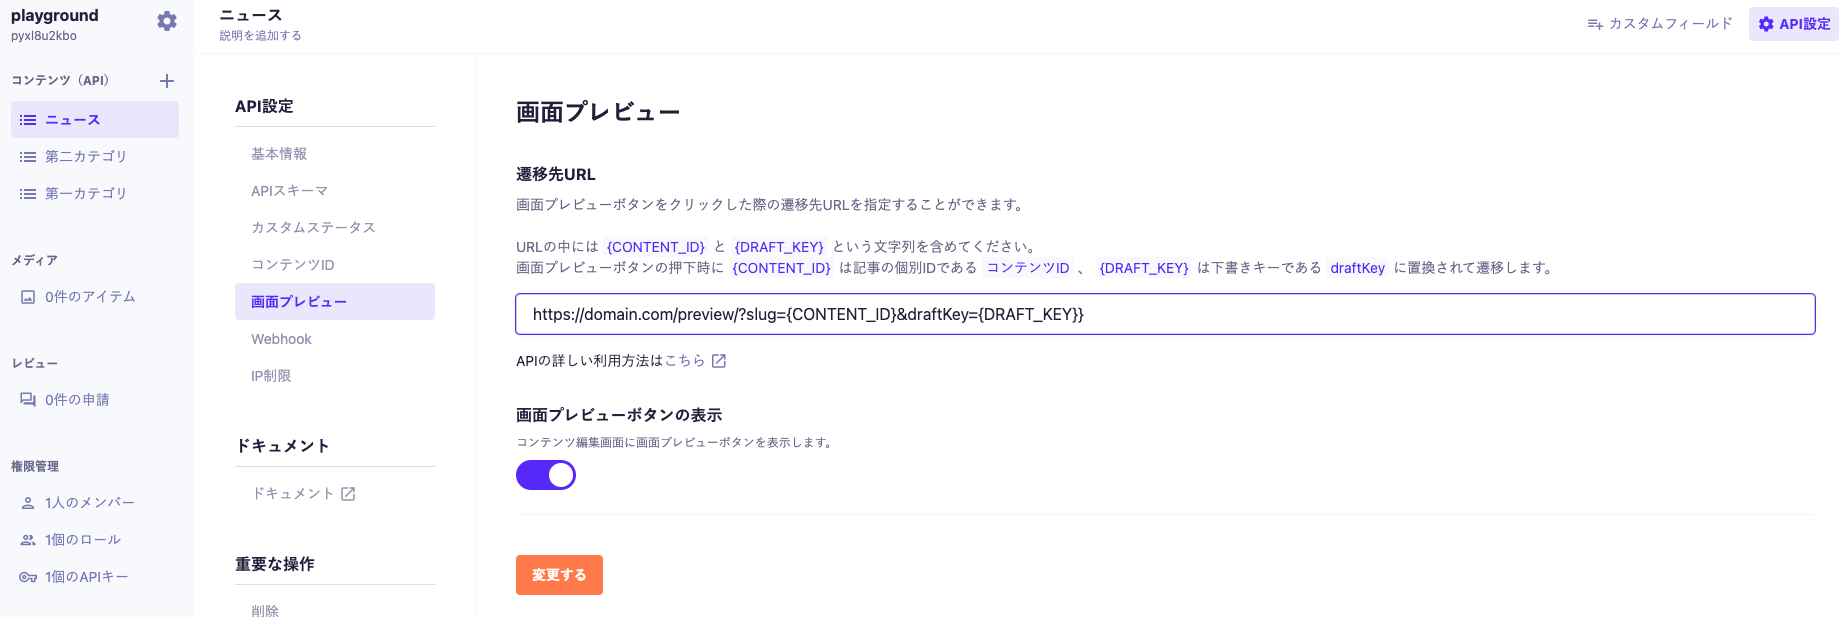 playground
pyxl8u2kbo
コンテンツ（API）
ニュース
第二カテゴリ
第一カテゴリ
メディア
0件のアイテム
レビュー
0件の申請
権限管理
1人のメンバー
1個のロール
1個のAPIキー
ニュース
説明を追加する
カスタムフィールド
API設定
API設定
基本情報
APIスキーマ
カスタムステータス
コンテンツID
画面プレビュー
Webhook
IP制限
ドキュメント
ドキュメント
重要な操作
削除
画面プレビュー
遷移先URL
画面プレビューボタンをクリックした際の遷移先URLを指定することができます。
URLの中には {CONTENT_ID} と {DRAFT_KEY} という文字列を含めてください。
画面プレビューボタンの押下時に {CONTENT_ID} は記事の個別IDである コンテンツID 、 {DRAFT_KEY} は下書きキーである draftKey に置換されて遷移します。
https://domain.com/preview/?slug={CONTENT_ID}&draftKey={DRAFT_KEY}}
APIの詳しい利用方法はこちら
画面プレビューボタンの表示
コンテンツ編集画面に画面プレビューボタンを表示します。
変更する